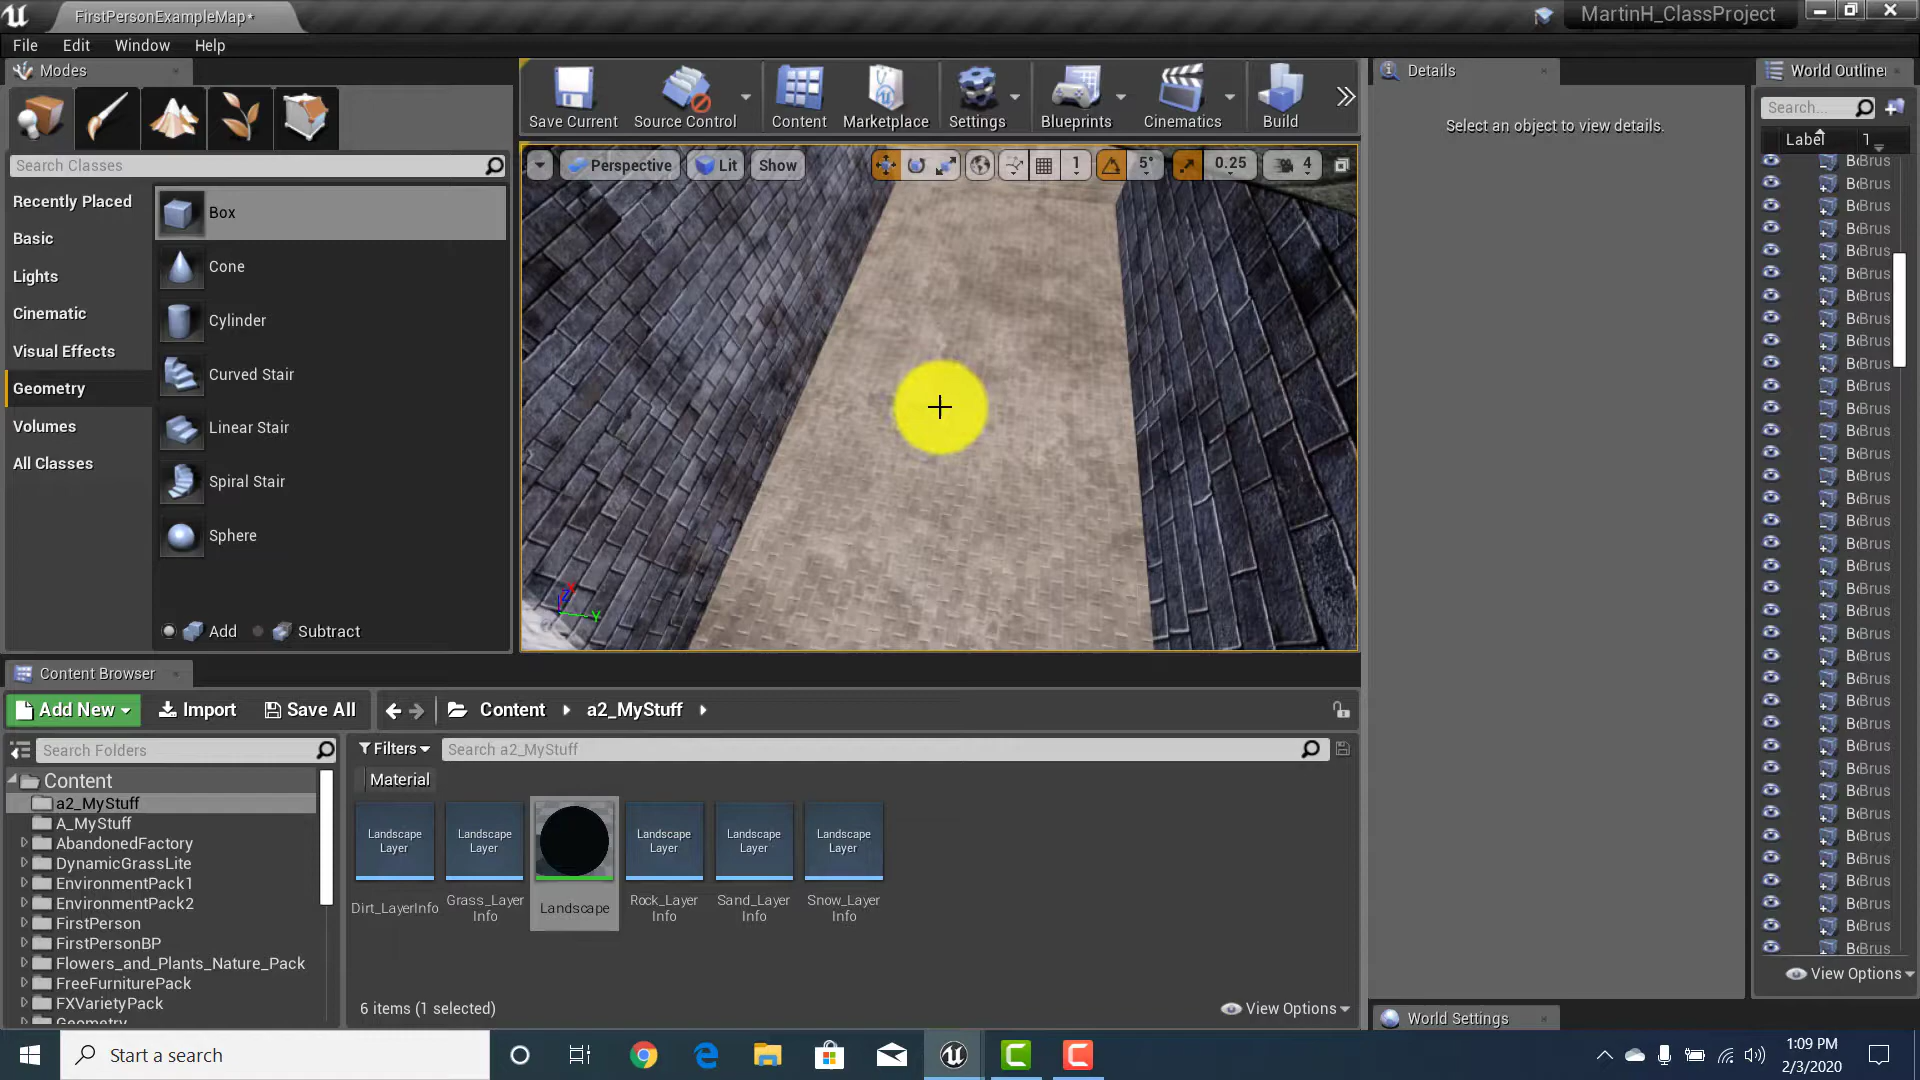 FirstPersonExampleMap*
MartinH_ClassProject
File Edit Window Help
Modes
Save Current
Source Control
Content
Marketplace
Settings
Blueprints
Cinematics
Build
Details
World Outliner
Search...
Label
Select an object to view details.
Search Classes
Perspective
Lit
Show
1
5°
0.25
4
Recently Placed
Basic
Lights
Cinematic
Visual Effects
Geometry
Volumes
All Classes
Box
Cone
Cylinder
Curved Stair
Linear Stair
Spiral Stair
Sphere
Add
Subtract
X
Z
Y
Content Browser
Add New
Import
Save All
Content
a2_MyStuff
Search Folders
Filters
Search a2_MyStuff
Material
Content
a2_MyStuff
A_MyStuff
AbandonedFactory
DynamicGrassLite
EnvironmentPack1
EnvironmentPack2
FirstPerson
FirstPersonBP
Flowers_and_Plants_Nature_Pack
FreeFurniturePack
FXVarietyPack
Geometry
Landscape
Layer
Landscape
Layer
Landscape
Layer
Landscape
Layer
Landscape
Layer
Dirt_LayerInfo
Grass_Layer
Info
Landscape
Rock_Layer
Info
Sand_Layer
Info
Snow_Layer
Info
6 items (1 selected)
View Options
View Options
World Settings
Start a search
1:09 PM
2/3/2020